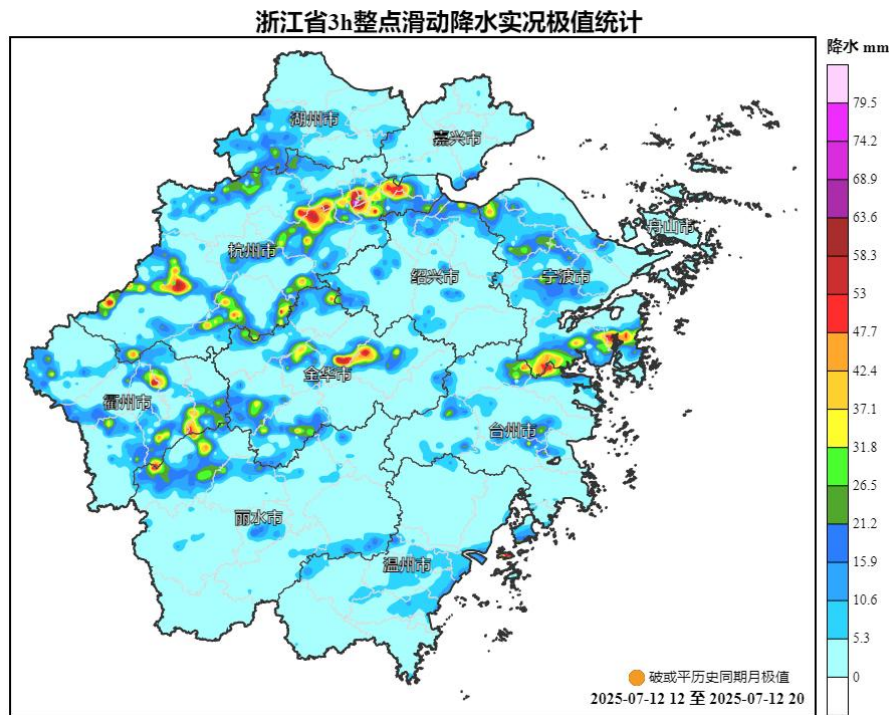 浙江省3h整点滑动降水实况极值统计
降水 mm
湖州市
嘉兴市
舟山市
杭州市
绍兴市
宁波市
金华市
衢州市
台州市
丽水市
温州市
79.5
74.2
68.9
63.6
58.3
53
47.7
42.4
37.1
31.8
26.5
21.2
15.9
10.6
5.3
0
破或平历史同期月极值
2025-07-12 12 至 2025-07-12 20